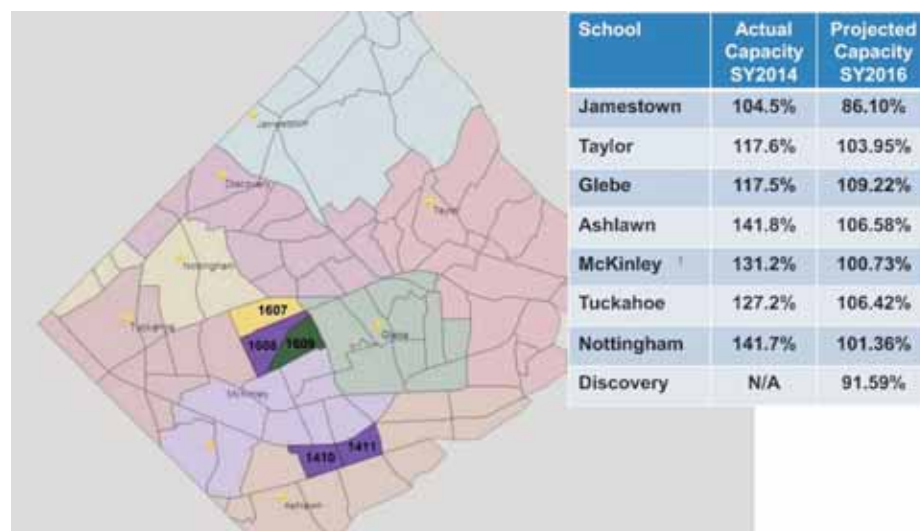 School Actual Capacity SY2014 Projected Capacity SY2016
Jamestown 104.5% 86.10%
Taylor 117.6% 103.95%
Glebe 117.5% 109.22%
Ashlawn 141.8% 106.58%
McKinley 131.2% 100.73%
Tuckahoe 127.2% 106.42%
Nottingham 141.7% 101.36%
Discovery N/A 91.59%
Jamestown
Discovery
Taylor
Nottingham
Tuckahoe
1607
Glebe
1608
1609
McKinley
1411
1410
Ashlawn